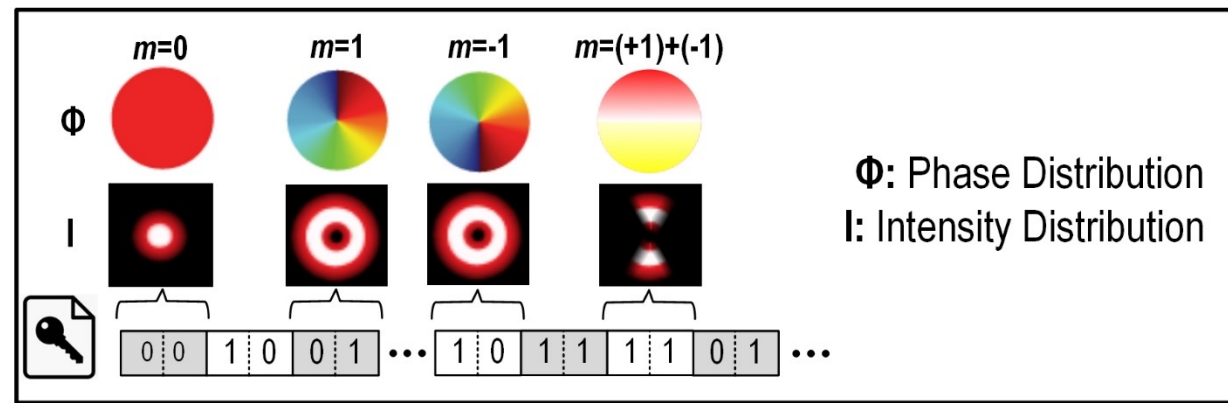 m=0 m=1 m=-1 m=(+1)+(-1)
Φ
Φ: Phase Distribution
I I: Intensity Distribution
0 0 1 0 0 1 ••• 1 0 1 1 1 1 0 1 •••